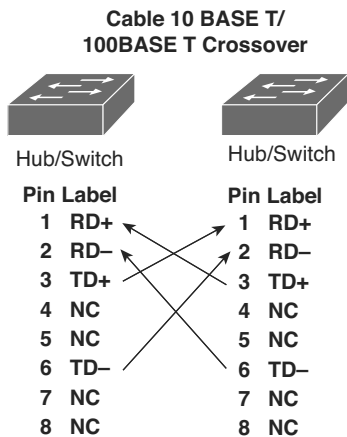 Cable 10 BASE T/
100BASE T Crossover
Hub/Switch Hub/Switch
Pin Label Pin Label
1 RD+ 1 RD+
2 RD– 2 RD–
3 TD+ 3 TD+
4 NC 4 NC
5 NC 5 NC
6 TD– 6 TD–
7 NC 7 NC
8 NC 8 NC